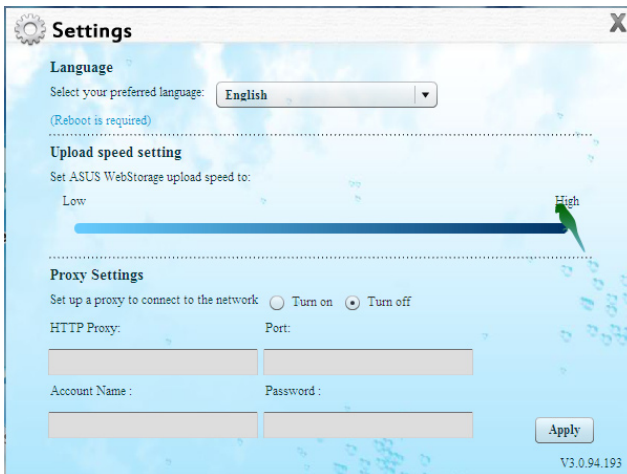 Settings
X
Language
Select your preferred language: English
(Reboot is required)
Upload speed setting
Set ASUS WebStorage upload speed to:
Low High
Proxy Settings
Set up a proxy to connect to the network Turn on Turn off
HTTP Proxy: Port:
Account Name : Password :
Apply
V3.0.94.193